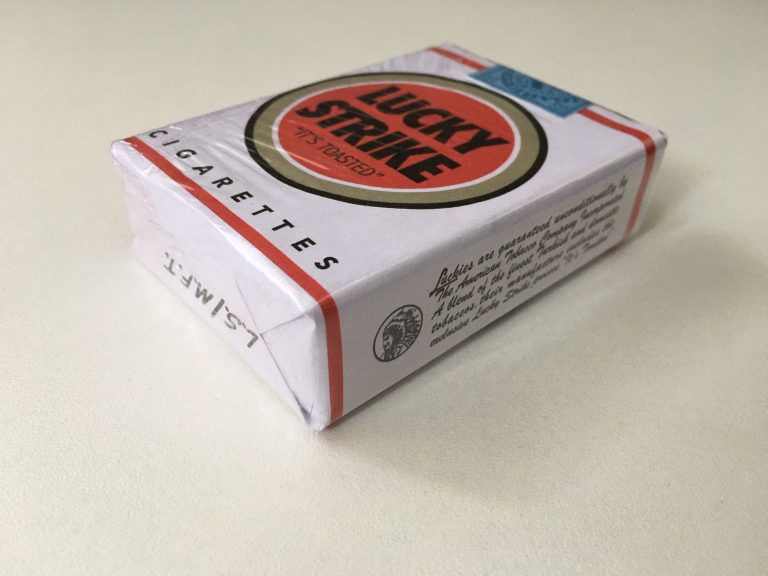 LUCKY
STRIKE
"IT'S TOASTED"
CIGARETTES
L.S/M.F.T.
Luckies are guaranteed unconditionally by
The American Tobacco Company Incorporated
A blend of the finest Turkish and domestic
tobaccos, their manufacture includes the
exclusive Lucky Strike process "It's Toasted"